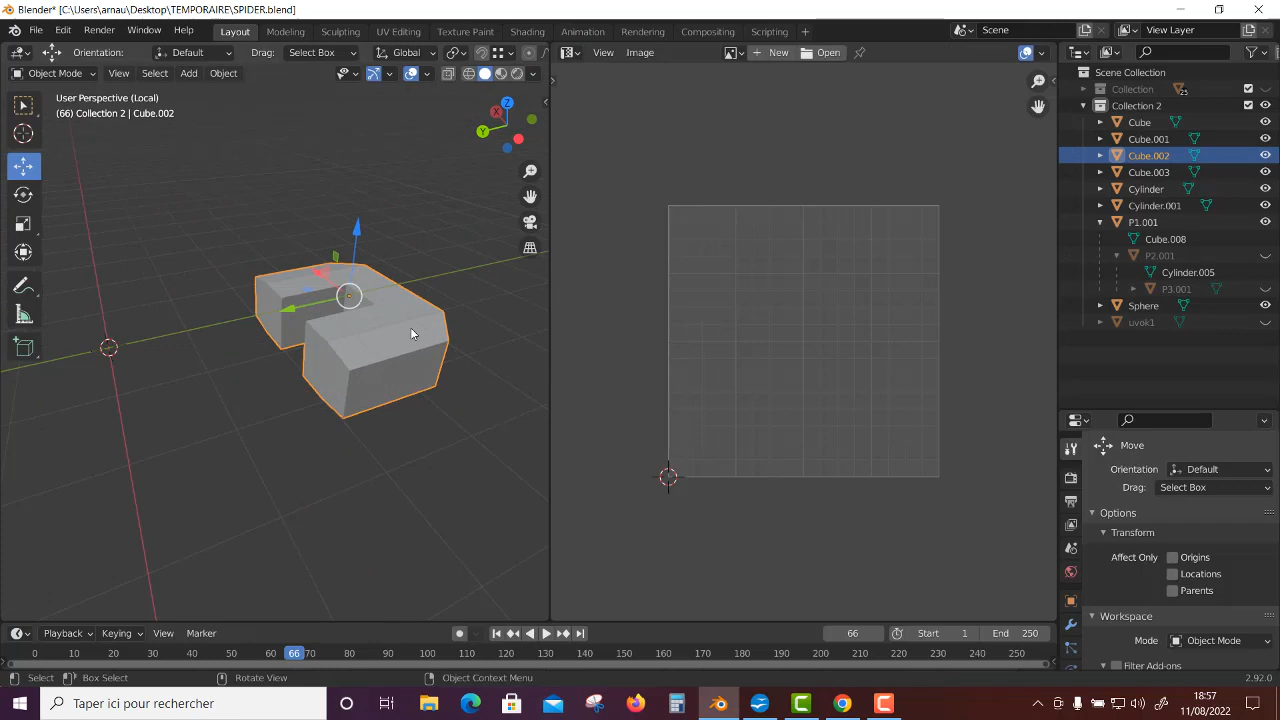 Blender* [C:\Users\arnau\Desktop\TEMPORAIRE\SPIDER.blend]
File Edit Render Window Help Layout Modeling Sculpting UV Editing Texture Paint Shading Animation Rendering Compositing Scripting Scene View Layer
Orientation: Default Drag: Select Box Global View Image New Open
Object Mode View Select Add Object
User Perspective (Local)
(66) Collection 2 | Cube.002
Z
X
Y
Scene Collection
Collection 25
Collection 2
Cube
Cube.001
Cube.002
Cube.003
Cylinder
Cylinder.001
P1.001
Cube.008
P2.001
Cylinder.005
P3.001
Sphere
uvok1
Move
Orientation Default
Drag: Select Box
Options
Transform
Affect Only Origins
Locations
Parents
Workspace
Mode Object Mode
Filter Add-ons
Playback Keying View Marker 66 Start 1 End 250
0 10 20 30 40 50 60 66 70 80 90 100 110 120 130 140 150 160 170 180 190 200 210 220 230 240 250
Select Box Select Rotate View Object Context Menu 2.92.0
Taperici pour rechercher
18:57
11/08/2022